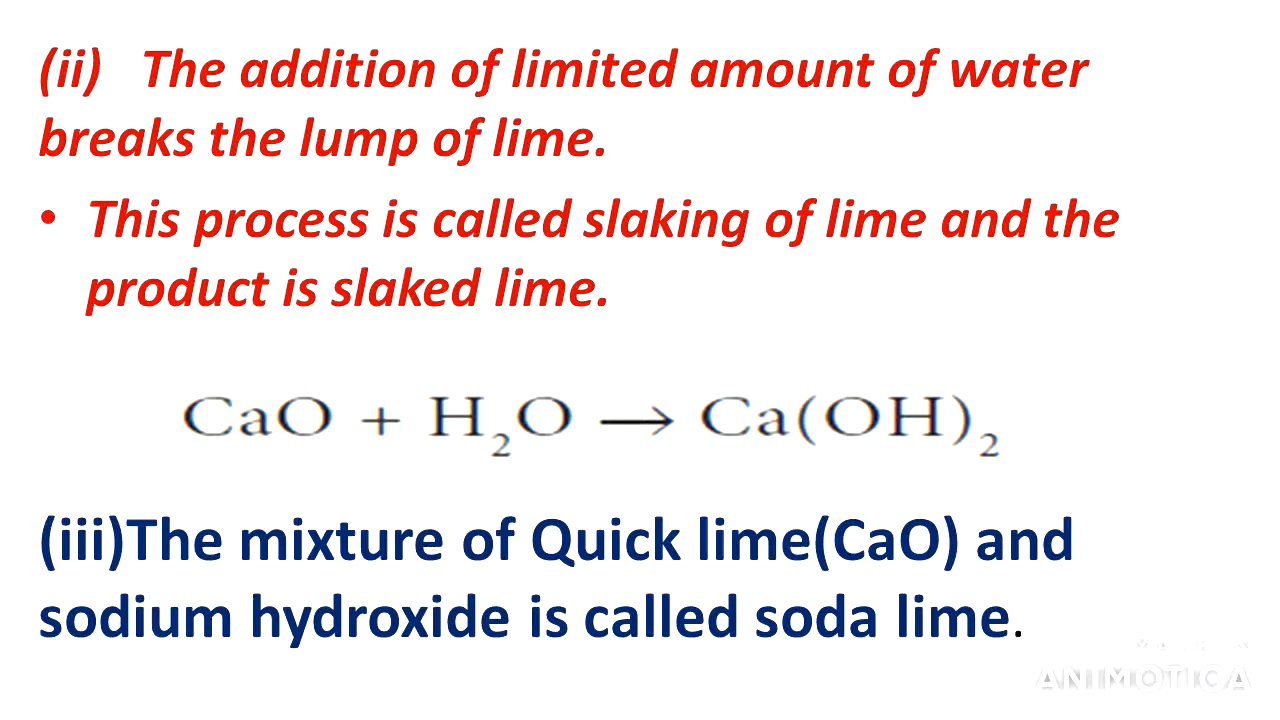 (ii) The addition of limited amount of water
breaks the lump of lime.
• This process is called slaking of lime and the
product is slaked lime.
CaO + H₂O → Ca(OH)₂
(iii)The mixture of Quick lime(CaO) and
sodium hydroxide is called soda lime.
ANIMOTICA